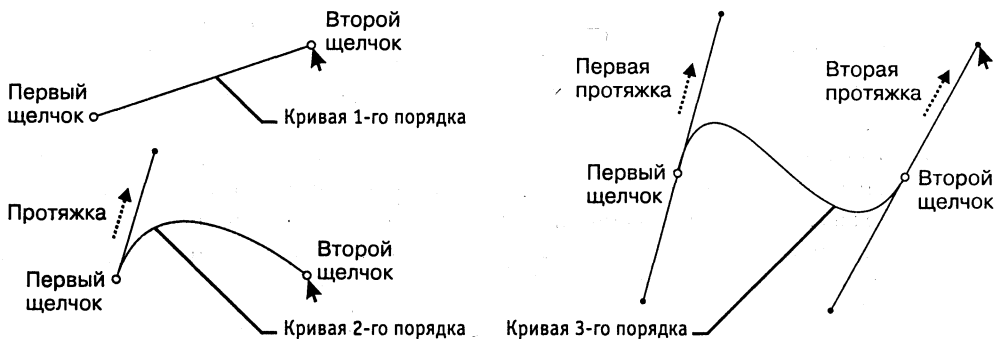 Второй
щелчок
Первый
щелчок
Кривая 1-го порядка
Протяжка
Первый
щелчок
Второй
щелчок
Кривая 2-го порядка
Первая
протяжка
Вторая
протяжка
Первый
щелчок
Второй
щелчок
Кривая 3-го порядка